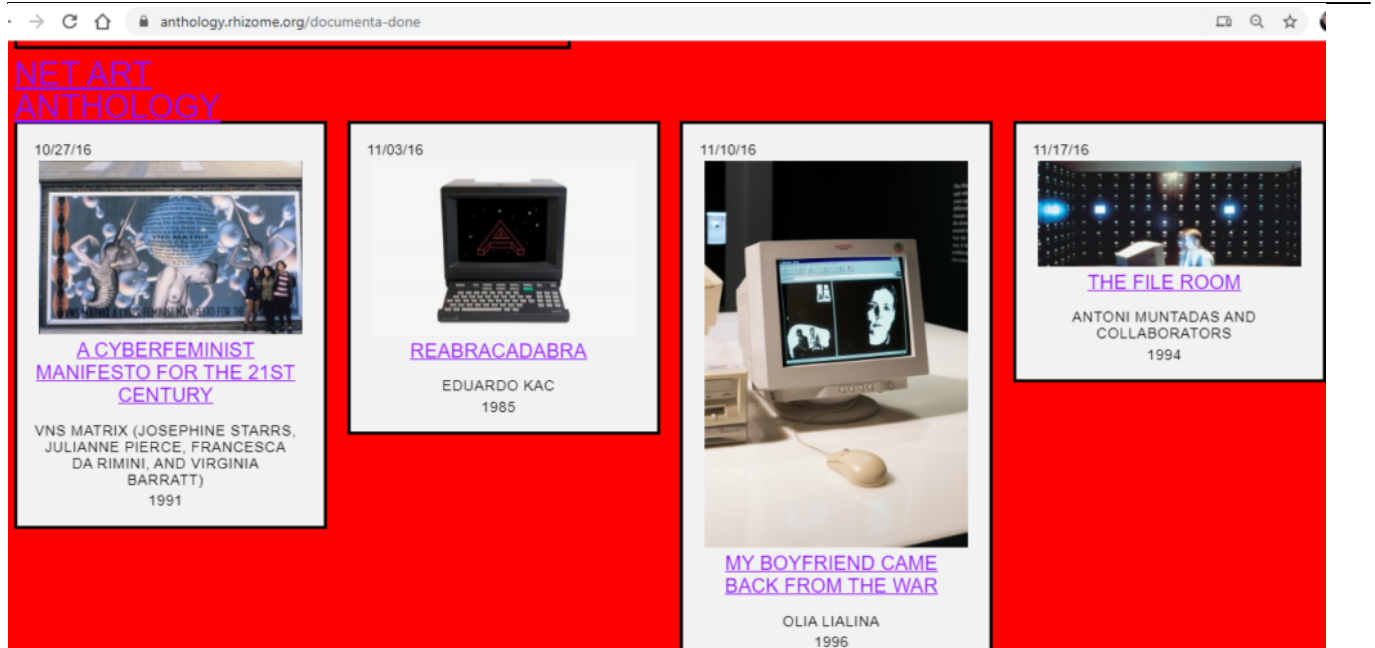 anthology.rhizome.org/documenta-done
NET ART
ANTHOLOGY
10/27/16
VNS MATRIX
A CYBERFEMINIST
MANIFESTO FOR THE 21ST
CENTURY
VNS MATRIX (JOSEPHINE STARRS,
JULIANNE PIERCE, FRANCESCA
DA RIMINI, AND VIRGINIA
BARRATT)
1991
11/03/16
REABRACADABRA
EDUARDO KAC
1985
11/10/16
MY BOYFRIEND CAME
BACK FROM THE WAR
OLIA LIALINA
1996
11/17/16
THE FILE ROOM
ANTONI MUNTADAS AND
COLLABORATORS
1994